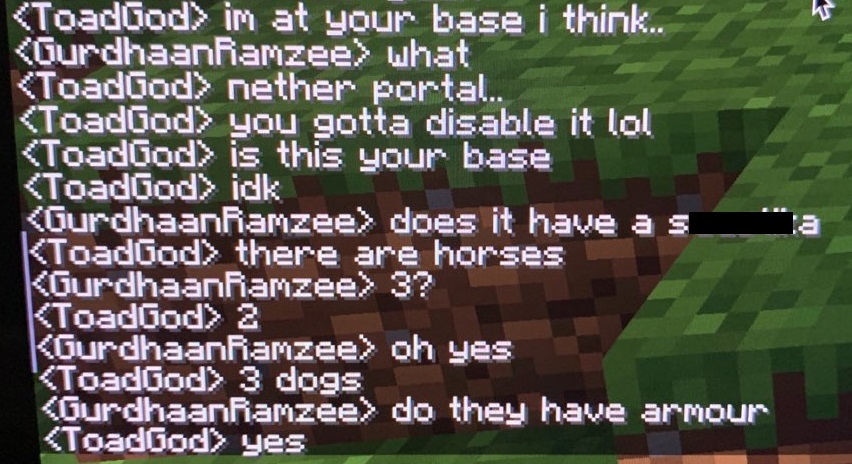 <ToadGod> im at your base i think..
<GurdhaanRamzee> what
<ToadGod> nether portal..
<ToadGod> you gotta disable it lol
<ToadGod> is this your base
<ToadGod> idk
<GurdhaanRamzee> does it have a
<ToadGod> there are horses
<GurdhaanRamzee> 3?
<ToadGod> 2
<GurdhaanRamzee> oh yes
<ToadGod> 3 dogs
<GurdhaanRamzee> do they have armour
<ToadGod> yes